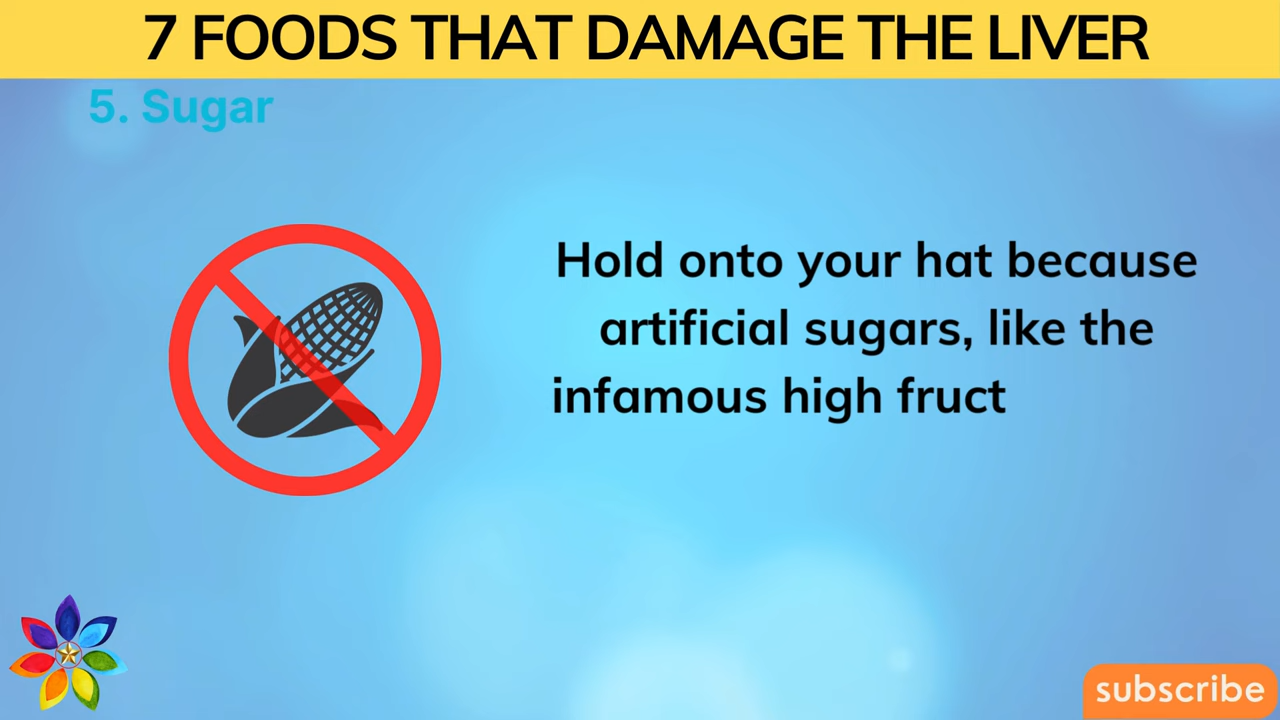 7 FOODS THAT DAMAGE THE LIVER
5. Sugar
Hold onto your hat because
artificial sugars, like the
infamous high fruct
subscribe